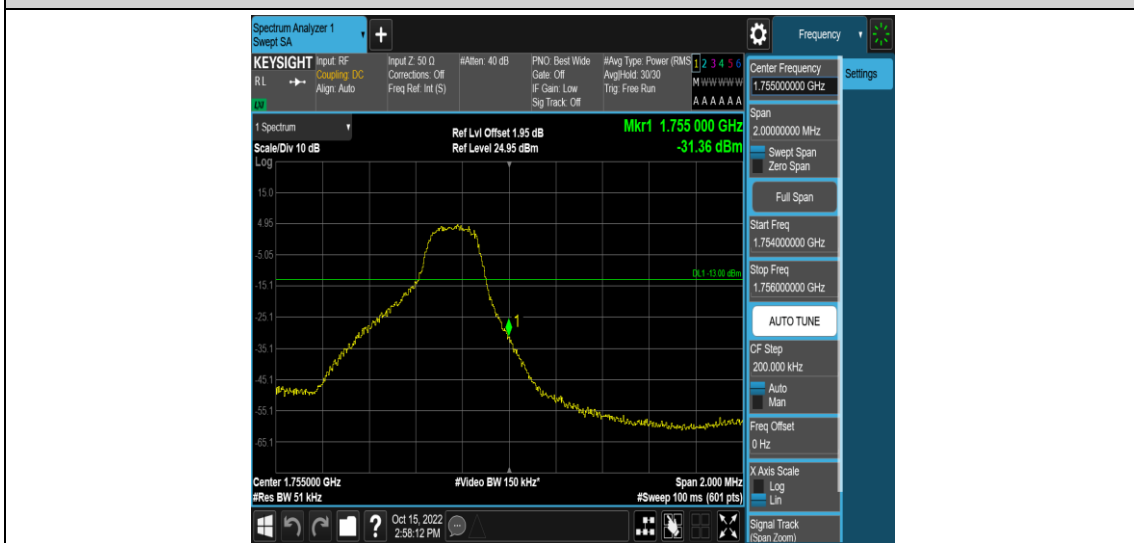 Spectrum Analyzer 1
Swept SA
+
Frequency
KEYSIGHT
RL
LXI
Input: RF
Coupling: DC
Align: Auto
Input Z: 50 Ω
Corrections: Off
Freq Ref: Int (S)
#Atten: 40 dB
PNO: Best Wide
Gate: Off
IF Gain: Low
Sig Track: Off
#Avg Type: Power (RMS
Avg|Hold: 30/30
Trig: Free Run
1 2 3 4 5 6
M W W W W W
A A A A A A
1 Spectrum
Scale/Div 10 dB
Log
Ref Lvl Offset 1.95 dB
Ref Level 24.95 dBm
Mkr1 1.755 000 GHz
-31.36 dBm
15.0
4.95
-5.05
-15.1
-25.1
-35.1
-45.1
-55.1
-65.1
DL1 -13.00 dBm
1
Center 1.755000 GHz
#Res BW 51 kHz
#Video BW 150 kHz*
Span 2.000 MHz
#Sweep 100 ms (601 pts)
?
Oct 15, 2022
2:58:12 PM
Center Frequency
1.755000000 GHz
Span
2.00000000 MHz
Swept Span
Zero Span
Full Span
Start Freq
1.754000000 GHz
Stop Freq
1.756000000 GHz
AUTO TUNE
CF Step
200.000 kHz
Auto
Man
Freq Offset
0 Hz
X Axis Scale
Log
Lin
Signal Track
(Span Zoom)
Settings